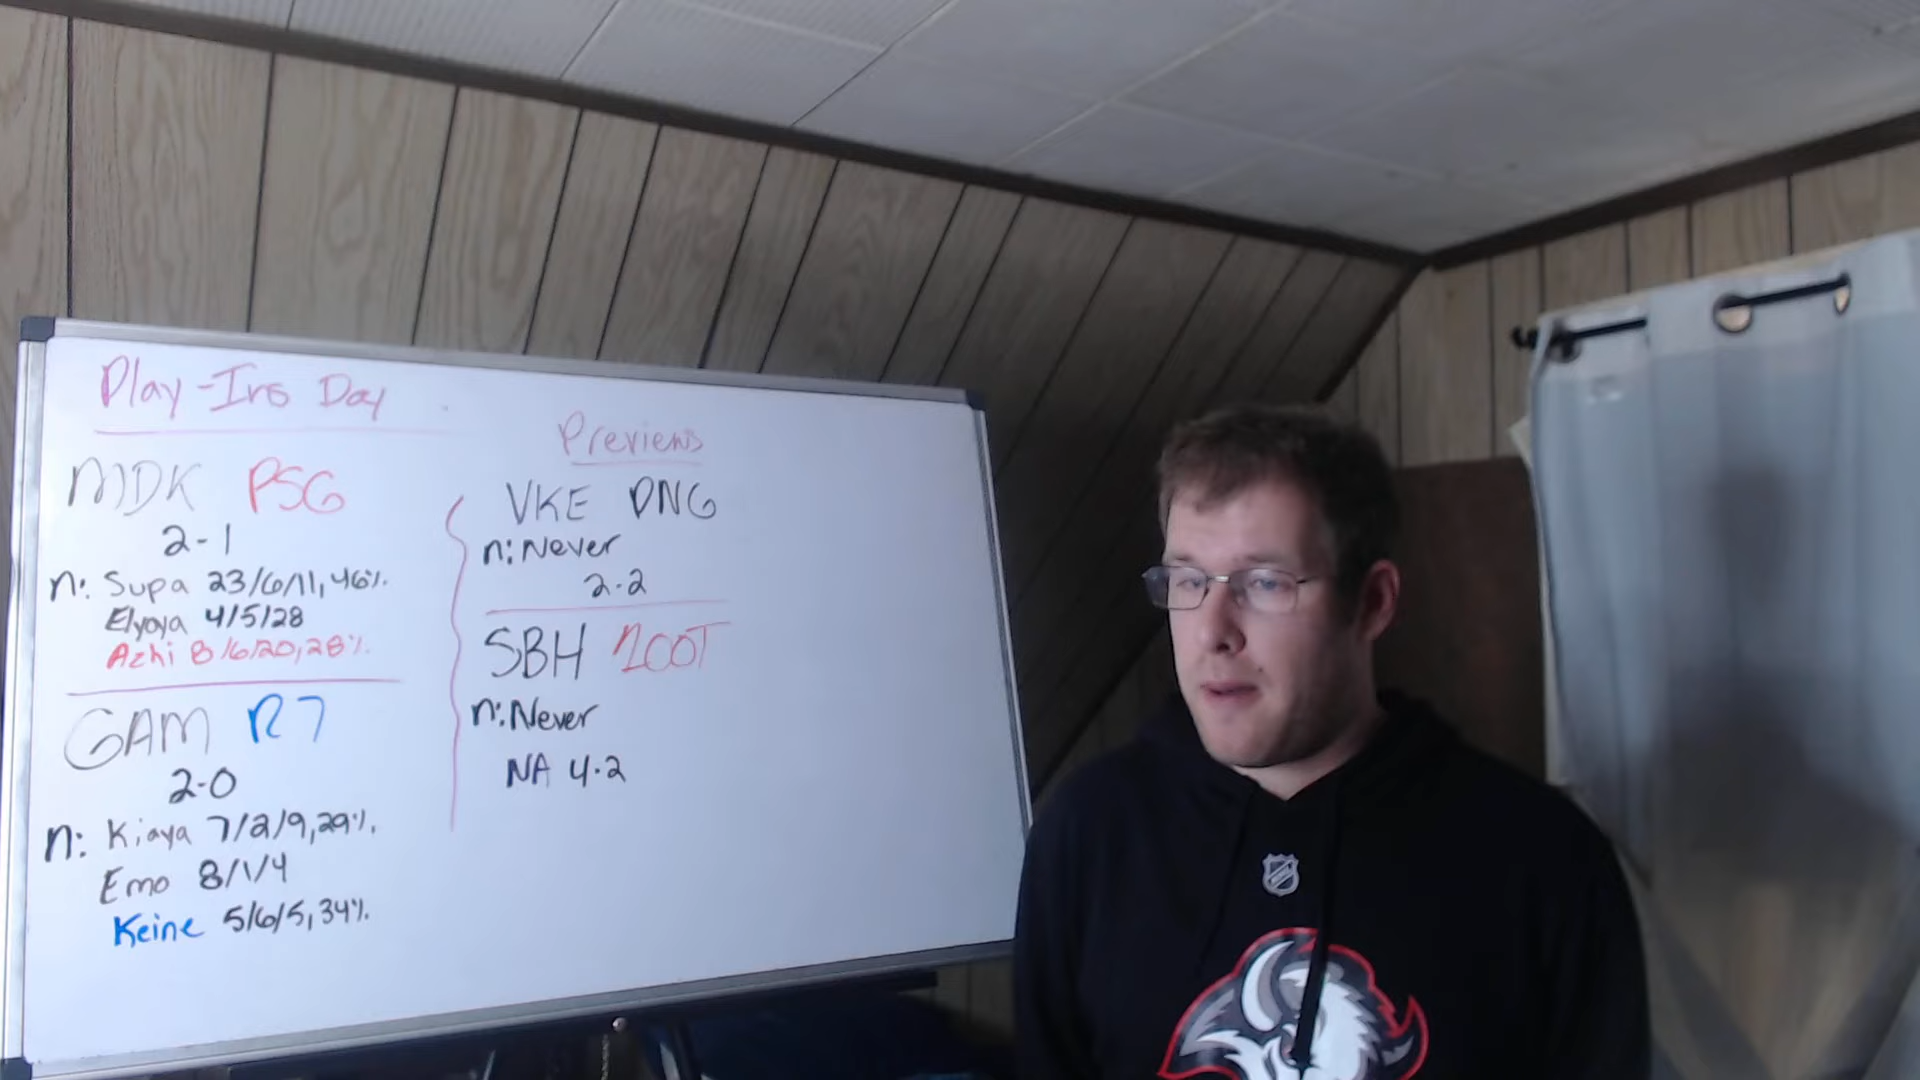 Play-Ins Day
MDK PSG
2-1
n: Supa 23/6/11, 46%.
Elyoya 4/5/28
Azhi 8/6/20, 28%.
GAM R7
2-0
n: Kiaya 7/2/9, 29%.
Emo 8/1/4
Keine 5/6/5, 34%.
Previews
VKE DNG
n: Never
2-2
SBH 100T
n: Never
NA 4-2